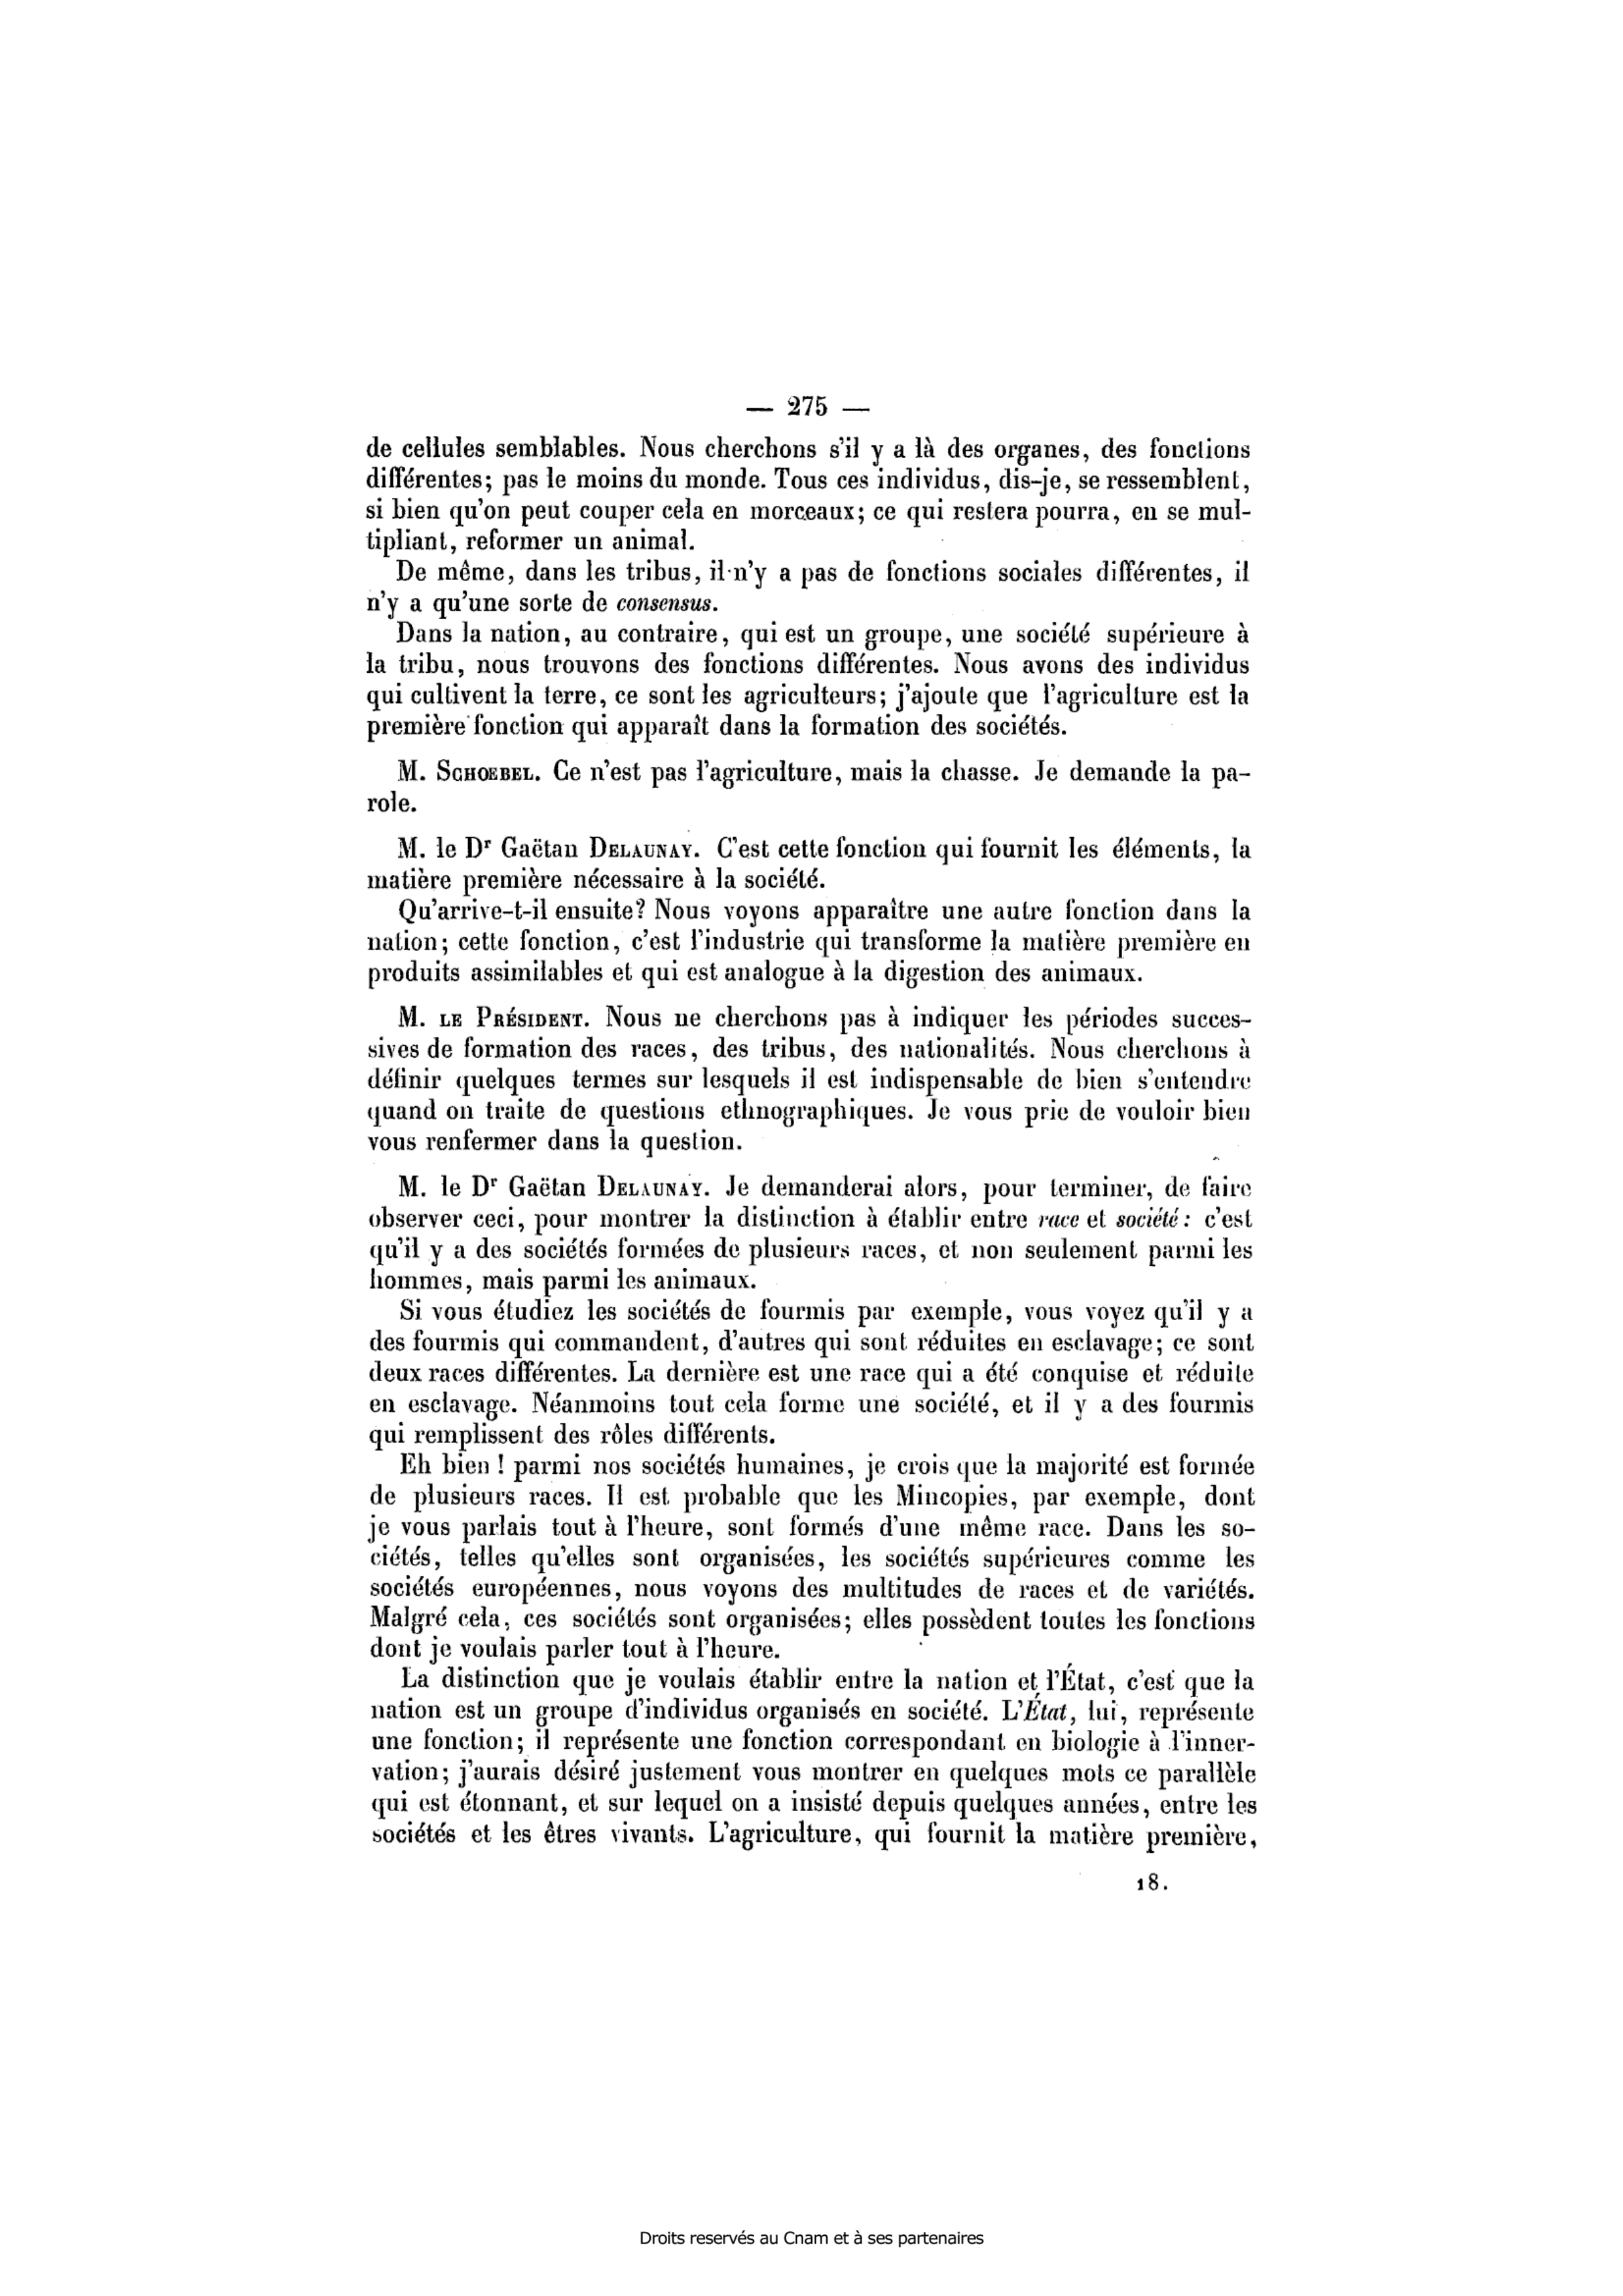 — 275 —
de cellules semblables. Nous cherchons s'il y a là des organes, des fonctions
différentes; pas le moins du monde. Tous ces individus, dis-je, se ressemblent,
si bien qu'on peut couper cela en morceaux; ce qui restera pourra, en se mul-
tipliant, reformer un animal.
De même, dans les tribus, il n'y a pas de fonctions sociales différentes, il
n'y a qu'une sorte de consensus.
Dans la nation, au contraire, qui est un groupe, une société supérieure à
la tribu, nous trouvons des fonctions différentes. Nous avons des individus
qui cultivent la terre, ce sont les agriculteurs; j'ajoute que l'agriculture est la
première fonction qui apparaît dans la formation des sociétés.
M. SCHOEBEL. Ce n'est pas l'agriculture, mais la chasse. Je demande la pa-
role.
M. le Dr Gaëtan DELAUNAY. C'est cette fonction qui fournit les éléments, la
matière première nécessaire à la société.
Qu'arrive-t-il ensuite? Nous voyons apparaître une autre fonction dans la
nation; cette fonction, c'est l'industrie qui transforme la matière première en
produits assimilables et qui est analogue à la digestion des animaux.
M. LE PRÉSIDENT. Nous ne cherchons pas à indiquer les périodes succes-
sives de formation des races, des tribus, des nationalités. Nous cherchons à
définir quelques termes sur lesquels il est indispensable de bien s'entendre
quand on traite de questions ethnographiques. Je vous prie de vouloir bien
vous renfermer dans la question.
M. le Dr Gaëtan DELAUNAY. Je demanderai alors, pour terminer, de faire
observer ceci, pour montrer la distinction à établir entre race et société: c'est
qu'il y a des sociétés formées de plusieurs races, et non seulement parmi les
hommes, mais parmi les animaux.
Si vous étudiez les sociétés de fourmis par exemple, vous voyez qu'il y a
des fourmis qui commandent, d'autres qui sont réduites en esclavage; ce sont
deux races différentes. La dernière est une race qui a été conquise et réduite
en esclavage. Néanmoins tout cela forme une société, et il y a des fourmis
qui remplissent des rôles différents.
Eh bien ! parmi nos sociétés humaines, je crois que la majorité est formée
de plusieurs races. Il est probable que les Mincopies, par exemple, dont
je vous parlais tout à l'heure, sont formés d'une même race. Dans les so-
ciétés, telles qu'elles sont organisées, les sociétés supérieures comme les
sociétés européennes, nous voyons des multitudes de races et de variétés.
Malgré cela, ces sociétés sont organisées; elles possèdent toutes les fonctions
dont je voulais parler tout à l'heure.
La distinction que je voulais établir entre la nation et l'État, c'est que la
nation est un groupe d'individus organisés en société. L'État, lui, représente
une fonction; il représente une fonction correspondant en biologie à l'inner-
vation; j'aurais désiré justement vous montrer en quelques mots ce parallèle
qui est étonnant, et sur lequel on a insisté depuis quelques années, entre les
sociétés et les êtres vivants. L'agriculture, qui fournit la matière première,
18.
Droits reservés au Cnam et à ses partenaires